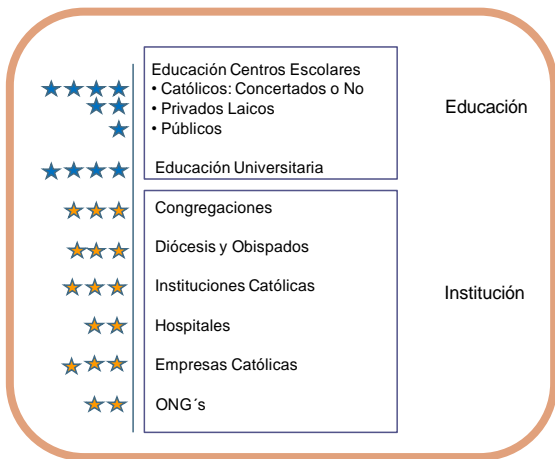 Educación Centros Escolares
• Católicos: Concertados o No
• Privados Laicos
• Públicos
Educación
Educación Universitaria
Congregaciones
Diócesis y Obispados
Instituciones Católicas
Institución
Hospitales
Empresas Católicas
ONG´s